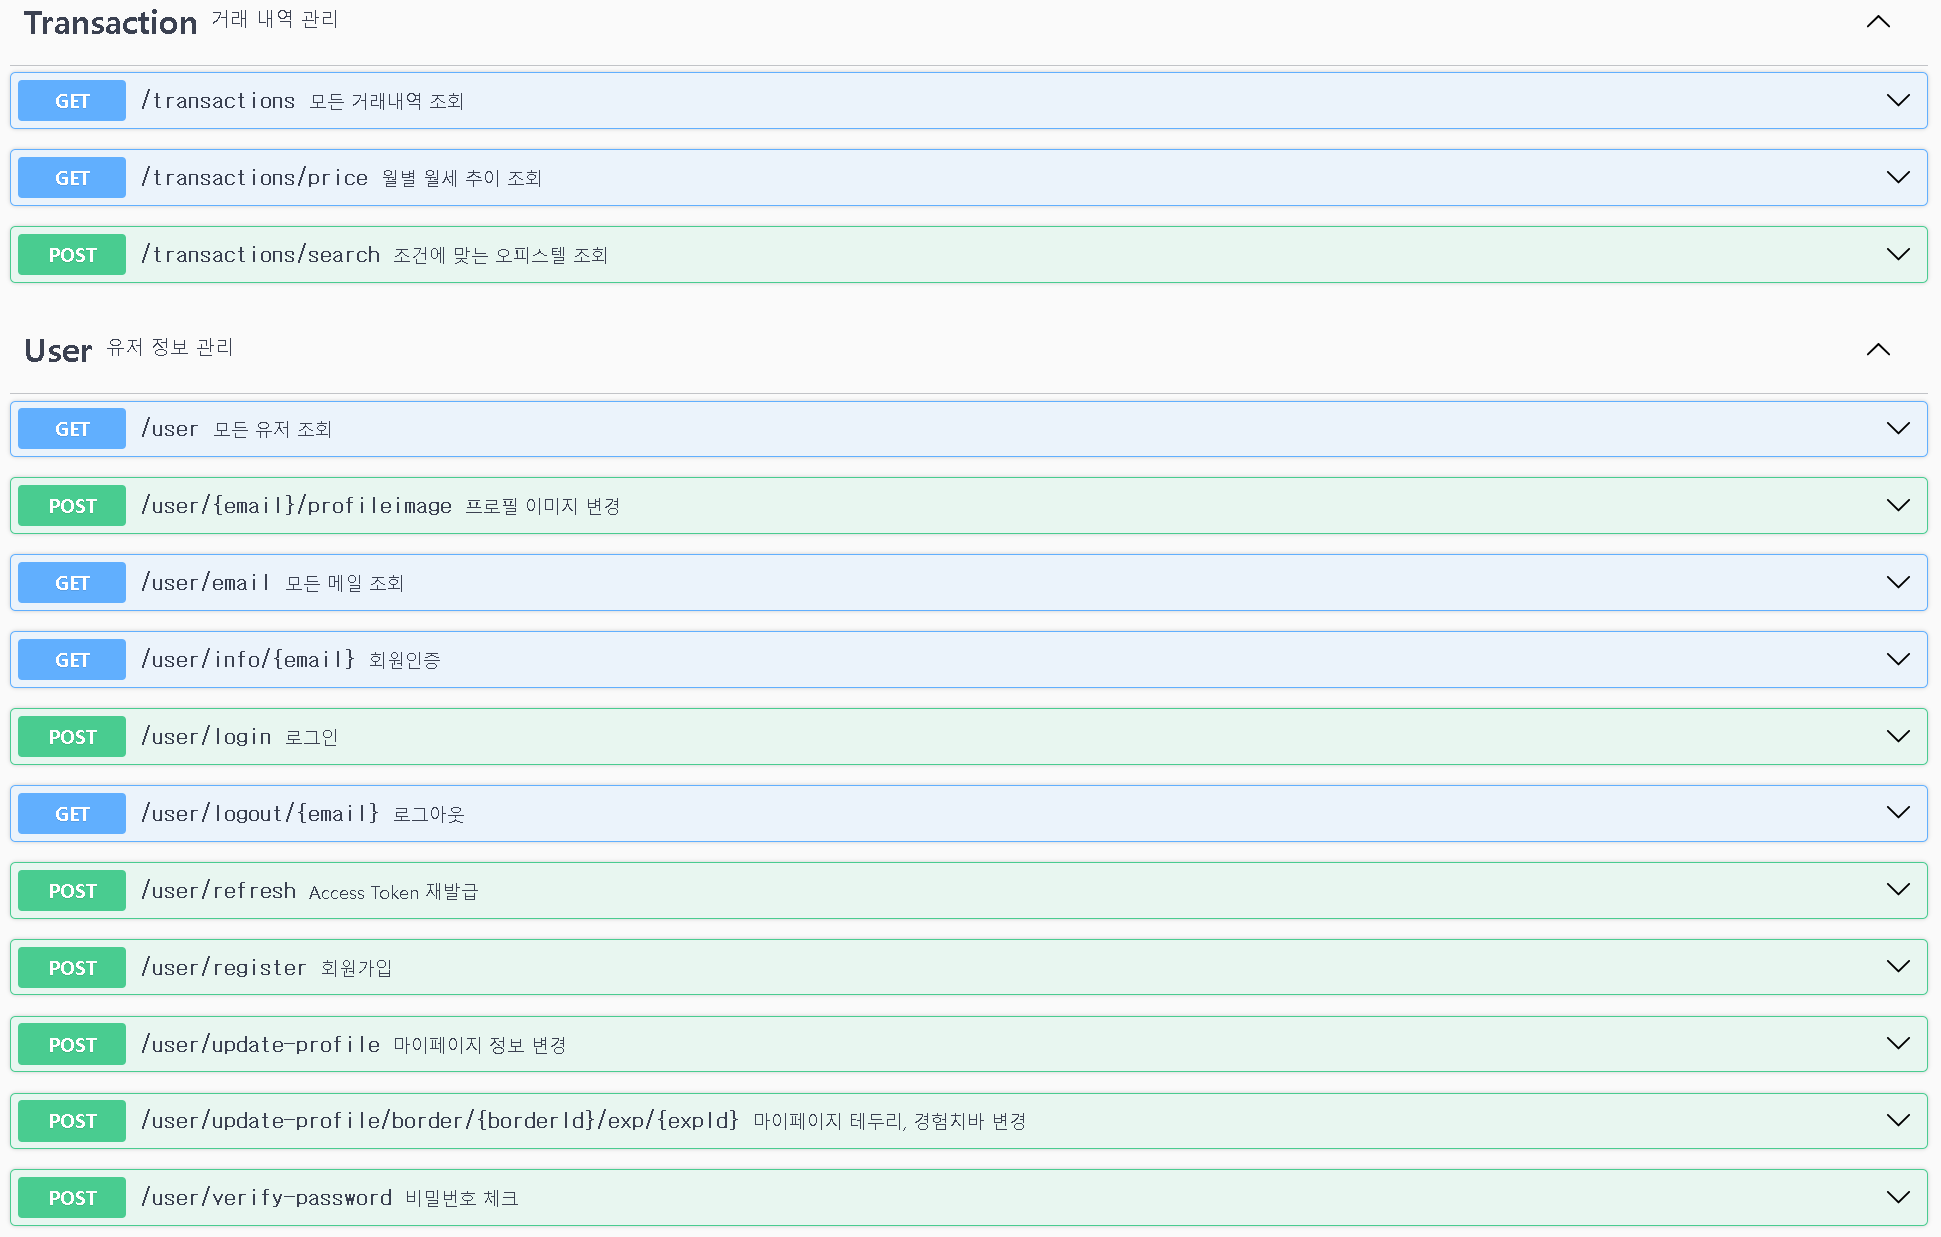 Transaction 거래 내역 관리
GET /transactions 모든 거래내역 조회
GET /transactions/price 월별 월세 추이 조회
POST /transactions/search 조건에 맞는 오피스텔 조회
User 유저 정보 관리
GET /user 모든 유저 조회
POST /user/{email}/profileimage 프로필 이미지 변경
GET /user/email 모든 메일 조회
GET /user/info/{email} 회원인증
POST /user/login 로그인
GET /user/logout/{email} 로그아웃
POST /user/refresh Access Token 재발급
POST /user/register 회원가입
POST /user/update-profile 마이페이지 정보 변경
POST /user/update-profile/border/{borderId}/exp/{expId} 마이페이지 테두리, 경험치바 변경
POST /user/verify-password 비밀번호 체크